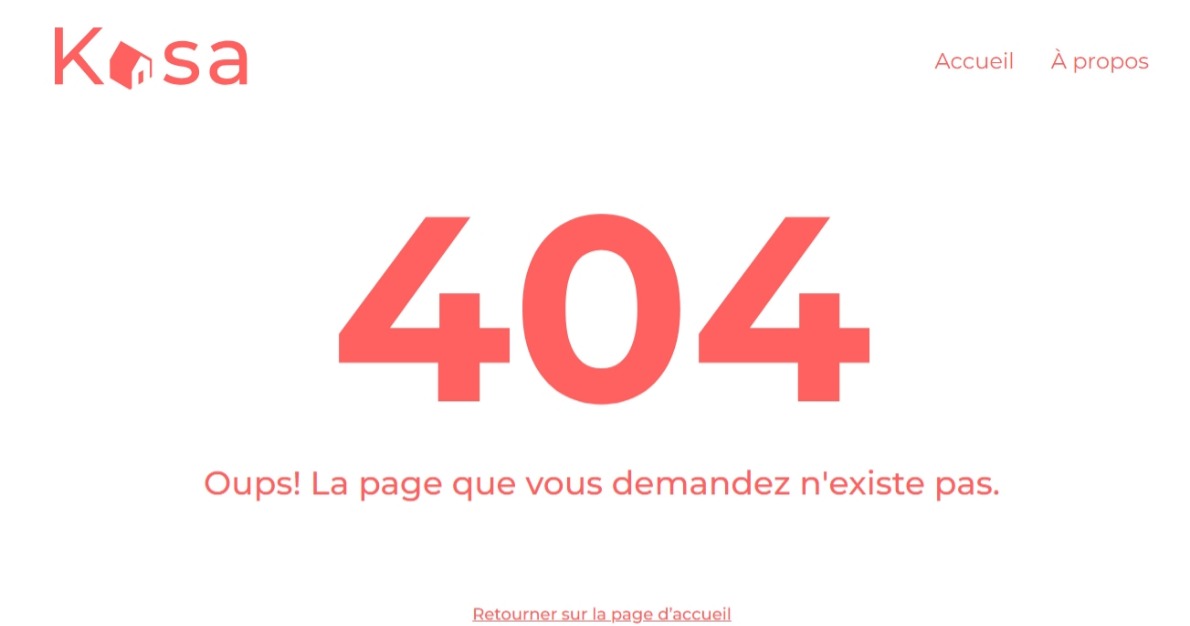 Kasa
Accueil À propos
404
Oups! La page que vous demandez n'existe pas.
Retourner sur la page d’accueil